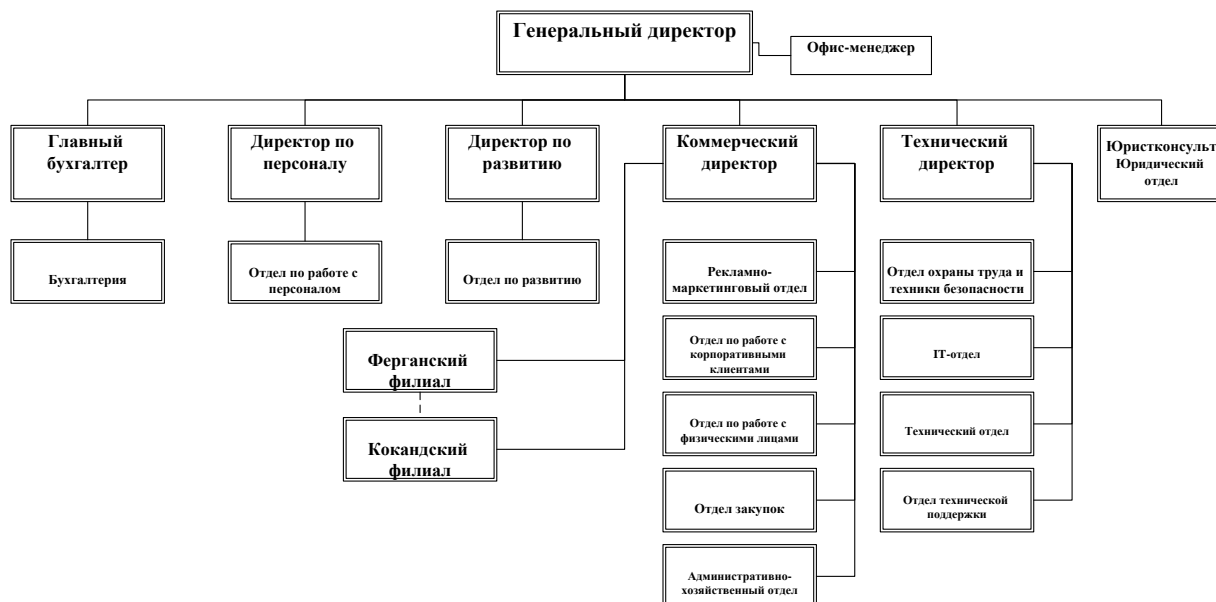 Генеральный директор
Офис-менеджер
Главный
бухгалтер
Директор по
персоналу
Директор по
развитию
Коммерческий
директор
Технический
директор
Юристконсульт
Юридический
отдел
Бухгалтерия
Отдел по работе с
персоналом
Отдел по развитию
Рекламно-
маркетинговый отдел
Отдел охраны труда и
техники безопасности
Ферганский
филиал
Отдел по работе с
корпоративными
клиентами
IT-отдел
Кокандский
филиал
Отдел по работе с
физическими лицами
Технический отдел
Отдел закупок
Отдел технической
поддержки
Административно-
хозяйственный отдел